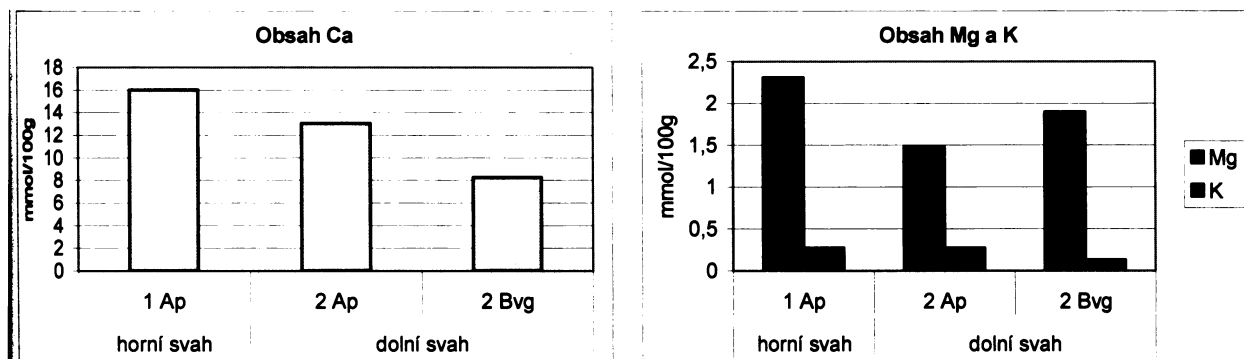 Obsah Ca
mmol/100g
18
16
14
12
10
8
6
4
2
0
1 Ap
2 Ap
2 Bvg
horní svah
dolní svah
Obsah Mg a K
mmol/100g
2,5
2
1,5
1
0,5
0
1 Ap
2 Ap
2 Bvg
horní svah
dolní svah
Mg
K